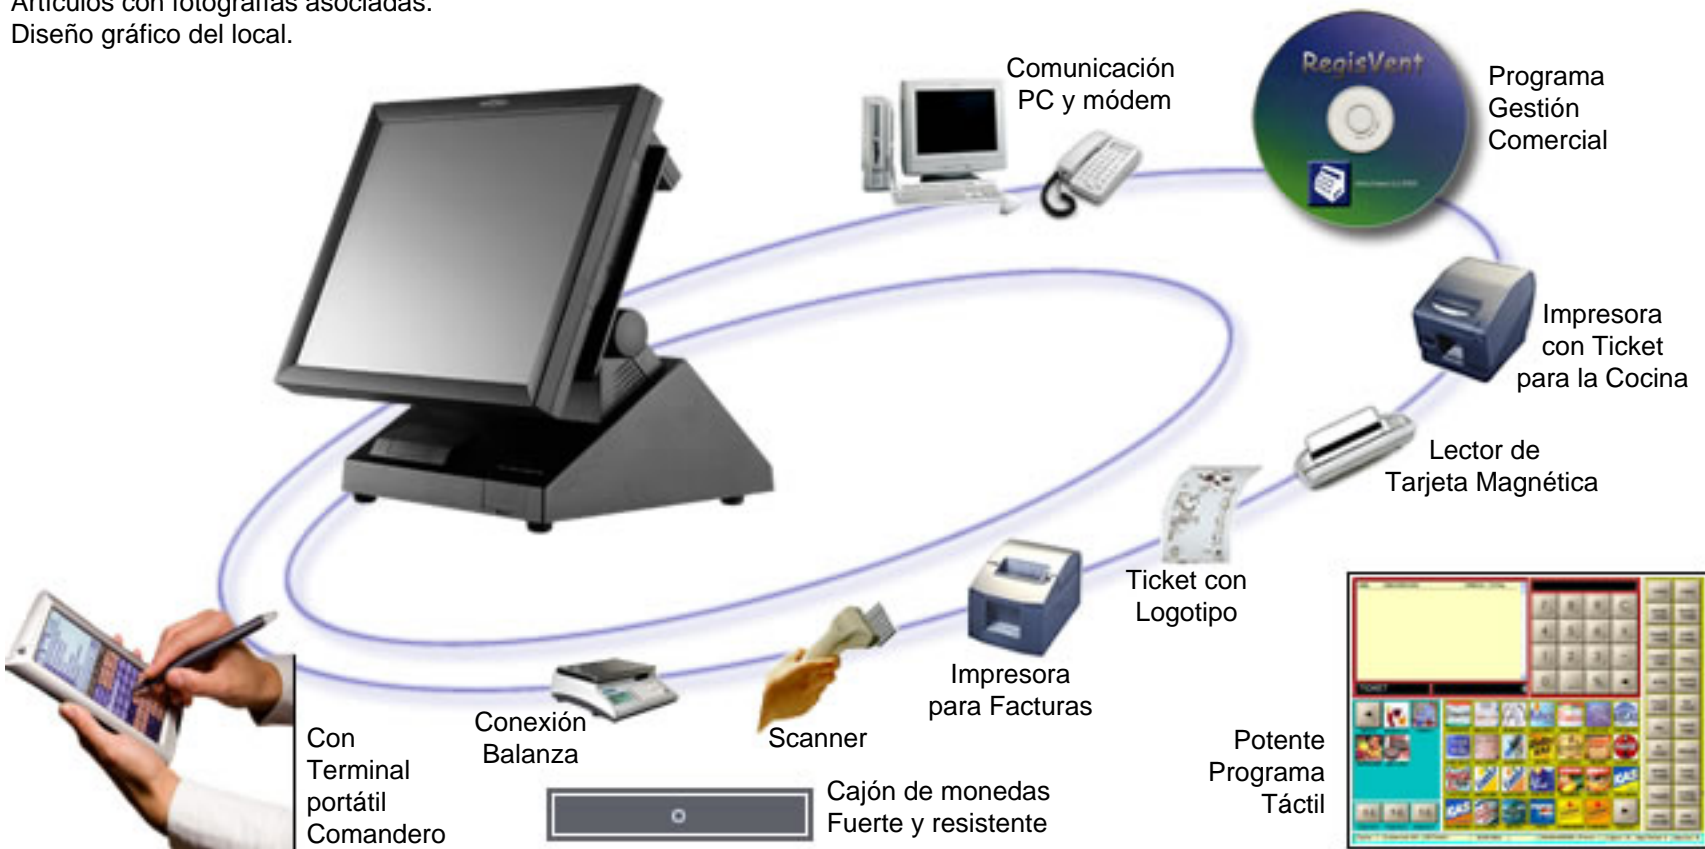 Artículos con fotografías asociadas.
Diseño gráfico del local.
Comunicación
PC y módem
RegisVent
Programa
Gestión
Comercial
Impresora
con Ticket
para la Cocina
Lector de
Tarjeta Magnética
Ticket con
Logotipo
Impresora
para Facturas
Scanner
Conexión
Balanza
Con
Terminal
portátil
Comandero
Cajón de monedas
Fuerte y resistente
Potente
Programa
Táctil
TICKET